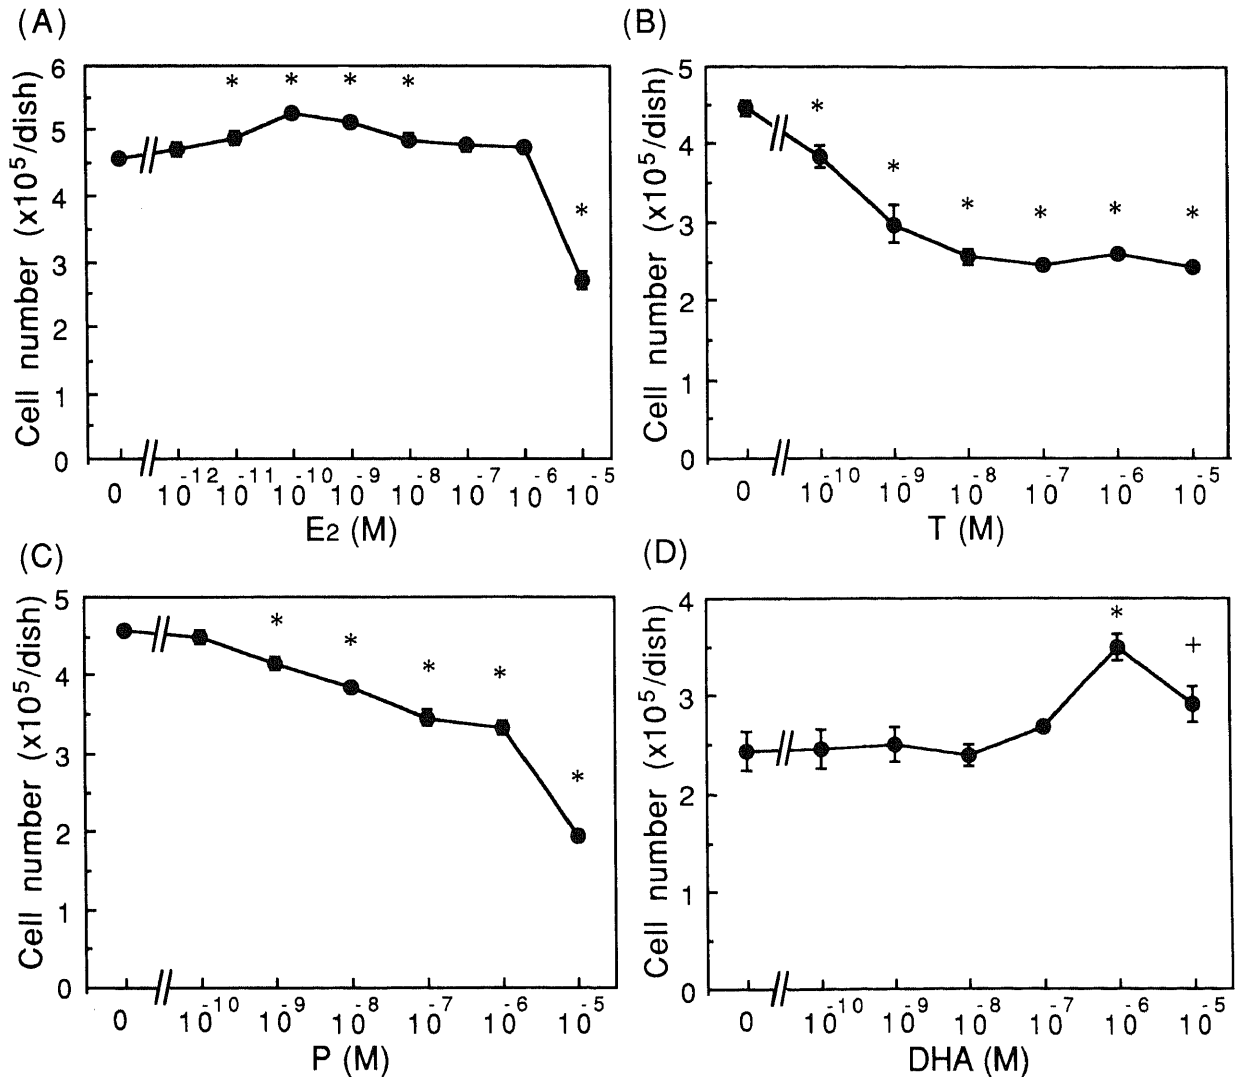 (A)
Cell number (x10⁵/dish)
6
5
4
3
2
1
0
* * * *
*
0 10⁻¹² 10⁻¹¹ 10⁻¹⁰ 10⁻⁹ 10⁻⁸ 10⁻⁷ 10⁻⁶ 10⁻⁵
E2 (M)
(B)
Cell number (x10⁵/dish)
5
4
3
2
1
0
* * * * * *
0 10⁻¹⁰ 10⁻⁹ 10⁻⁸ 10⁻⁷ 10⁻⁶ 10⁻⁵
T (M)
(C)
Cell number (x10⁵/dish)
5
4
3
2
1
0
* * * * *
0 10⁻¹⁰ 10⁻⁹ 10⁻⁸ 10⁻⁷ 10⁻⁶ 10⁻⁵
P (M)
(D)
Cell number (x10⁵/dish)
4
3
2
1
0
* +
0 10⁻¹⁰ 10⁻⁹ 10⁻⁸ 10⁻⁷ 10⁻⁶ 10⁻⁵
DHA (M)